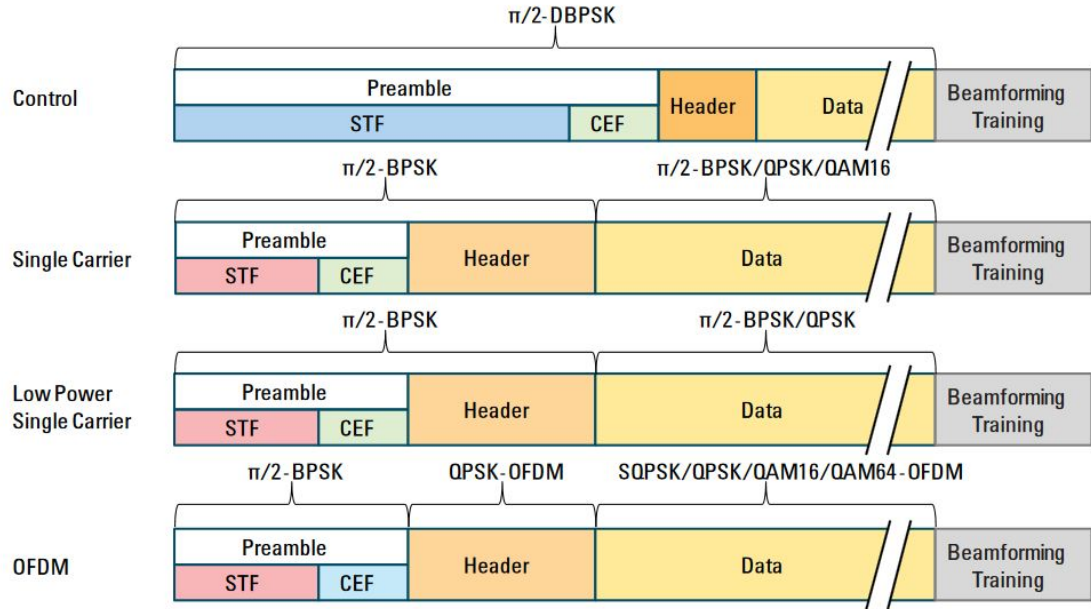 π/2-DBPSK
Control
Preamble
STF
CEF
Header
Data
Beamforming
Training
π/2-BPSK
π/2-BPSK/QPSK/QAM16
Single Carrier
Preamble
STF
CEF
Header
Data
Beamforming
Training
π/2-BPSK
π/2-BPSK/QPSK
Low Power
Single Carrier
Preamble
STF
CEF
Header
Data
Beamforming
Training
π/2-BPSK
QPSK-OFDM
SQPSK/QPSK/QAM16/QAM64-OFDM
OFDM
Preamble
STF
CEF
Header
Data
Beamforming
Training